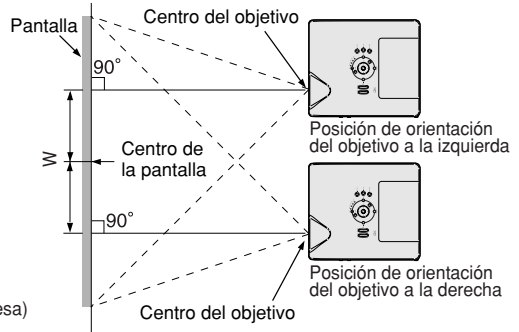 Pantalla
Centro del objetivo
90°
Posición de orientación
del objetivo a la izquierda
W
Centro de
la pantalla
90°
Posición de orientación
del objetivo a la derecha
esa)
Centro del objetivo